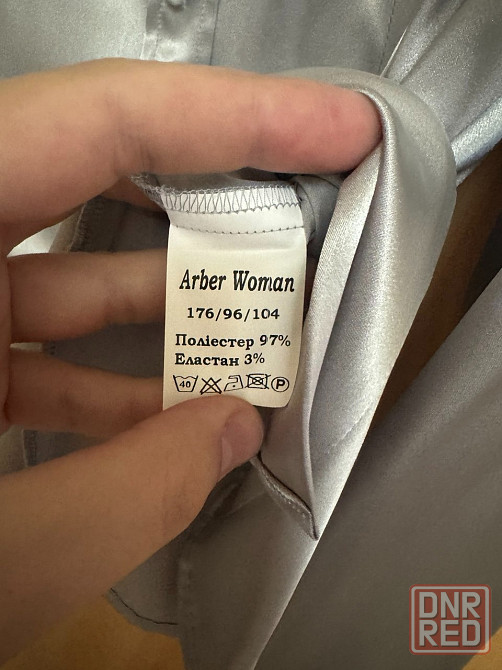 Arber Woman
176/96/104
Поліестер 97%
Еластан 3%
40 P
DNR
RED